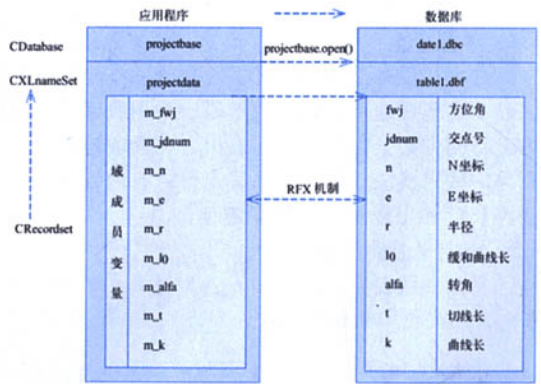 应用程序
数据库
CDatabase
projectbase
projectbase.open()
date1.dbc
CXLnameSet
projectdata
table1.dbf
CRecordset
域成员变量
m_fwj
m_jdnum
m_n
m_e
m_r
m_l0
m_alfa
m_t
m_k
RFX 机制
fwj 方位角
jdnum 交点号
n N坐标
e E坐标
r 半径
l0 缓和曲线长
alfa 转角
t 切线长
k 曲线长